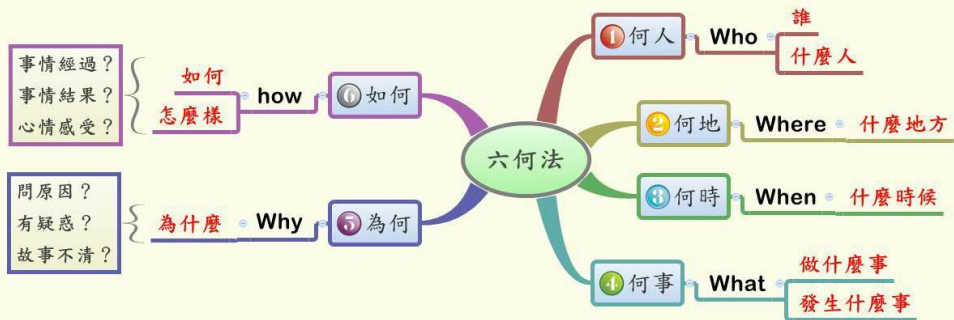 六何法
1 何人
Who
誰
什麼人
2 何地
Where
什麼地方
3 何時
When
什麼時候
4 何事
What
做什麼事
發生什麼事
5 為何
Why
為什麼
問原因？
有疑惑？
故事不清？
6 如何
how
如何
怎麼樣
事情經過？
事情結果？
心情感受？